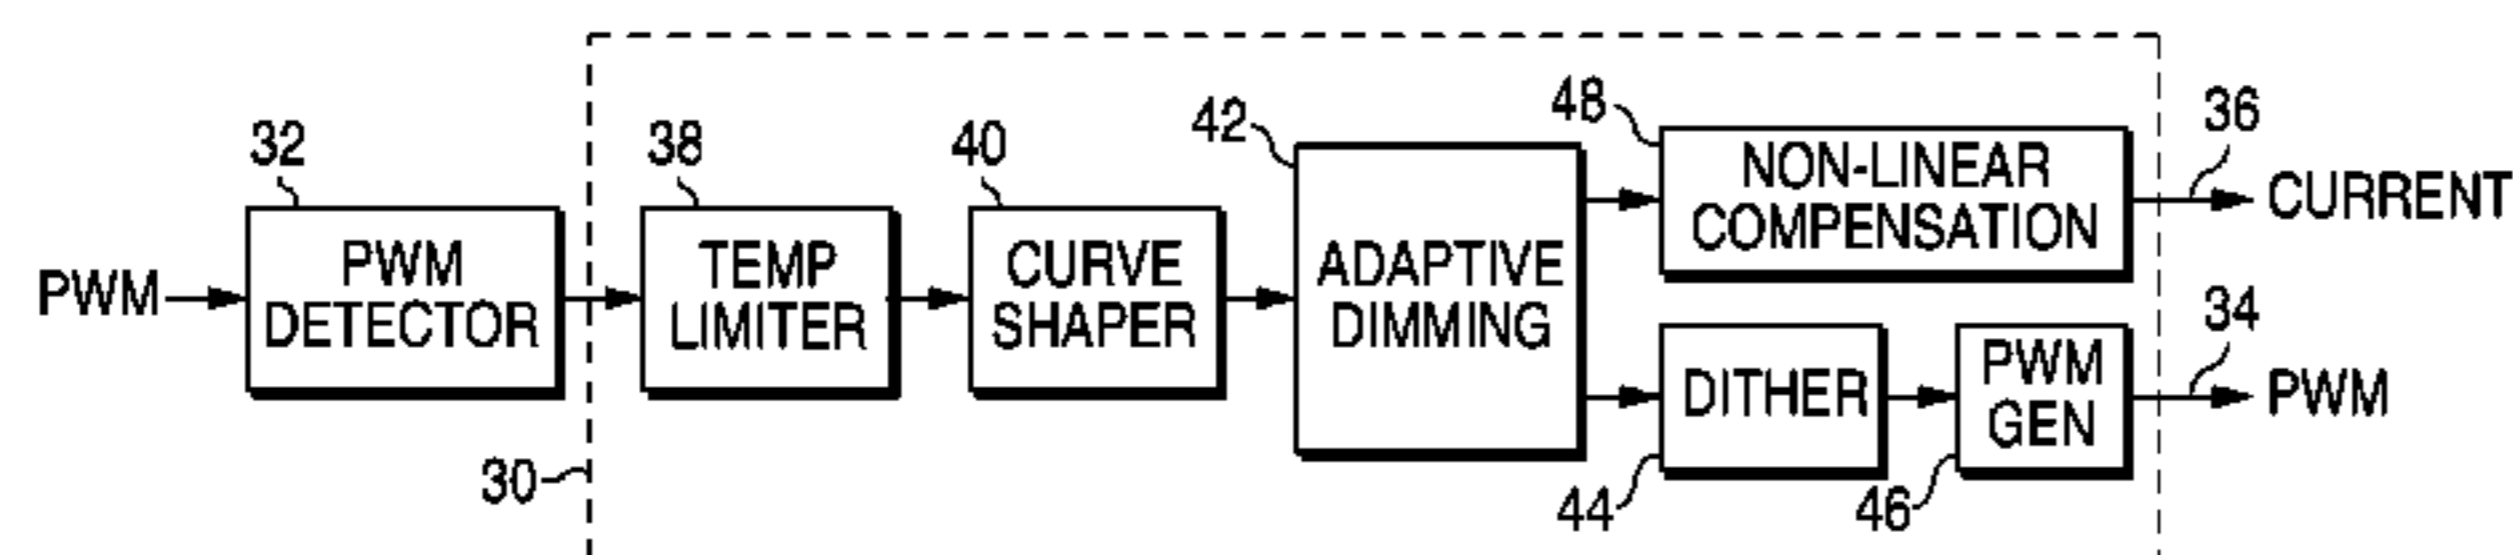 32
38
40
42
48
36
NON-LINEAR
COMPENSATION
CURRENT
PWM
PWM
DETECTOR
TEMP
LIMITER
CURVE
SHAPER
ADAPTIVE
DIMMING
34
DITHER
PWM
GEN
PWM
30
44
46